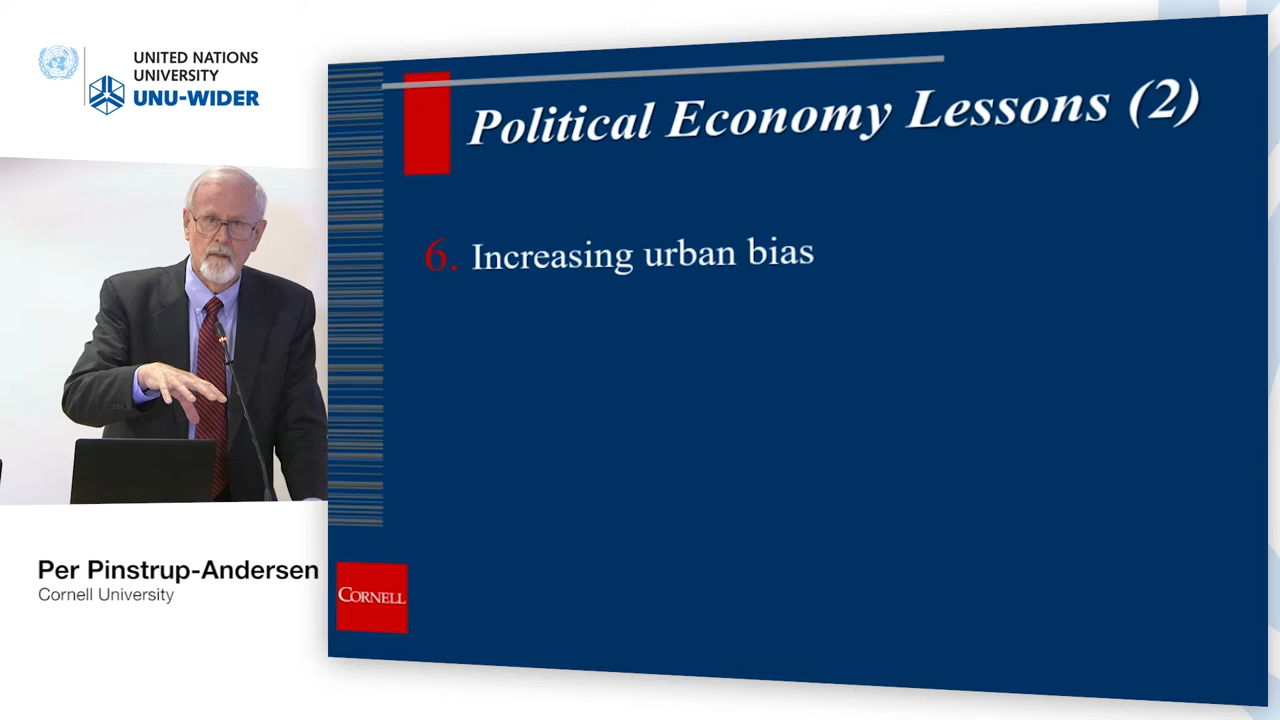 UNITED NATIONS
UNIVERSITY
UNU-WIDER
Political Economy Lessons (2)
6. Increasing urban bias
Per Pinstrup-Andersen
Cornell University
CORNELL